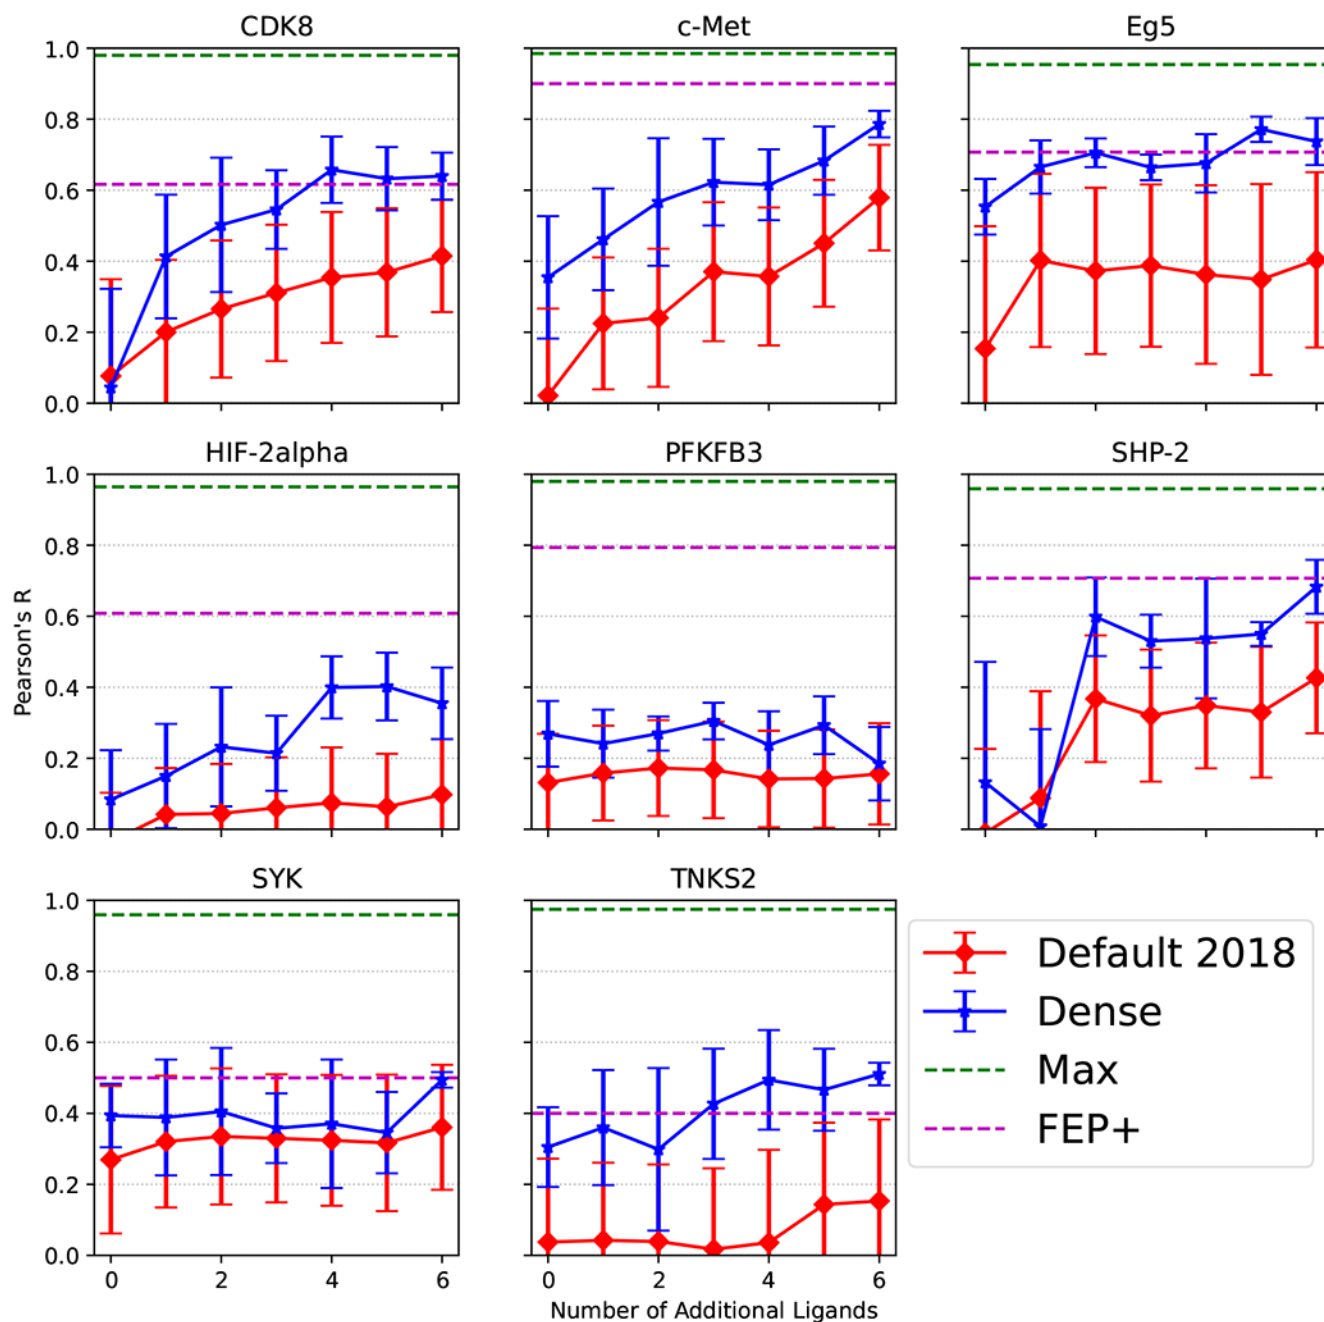 CDK8
c-Met
Eg5
1.0
0.8
0.6
0.4
0.2
0.0
HIF-2alpha
PFKFB3
SHP-2
1.0
0.8
0.6
0.4
0.2
0.0
Pearson's R
SYK
TNKS2
1.0
0.8
0.6
0.4
0.2
0.0
0 2 4 6
0 2 4 6
Number of Additional Ligands
Default 2018
Dense
Max
FEP+